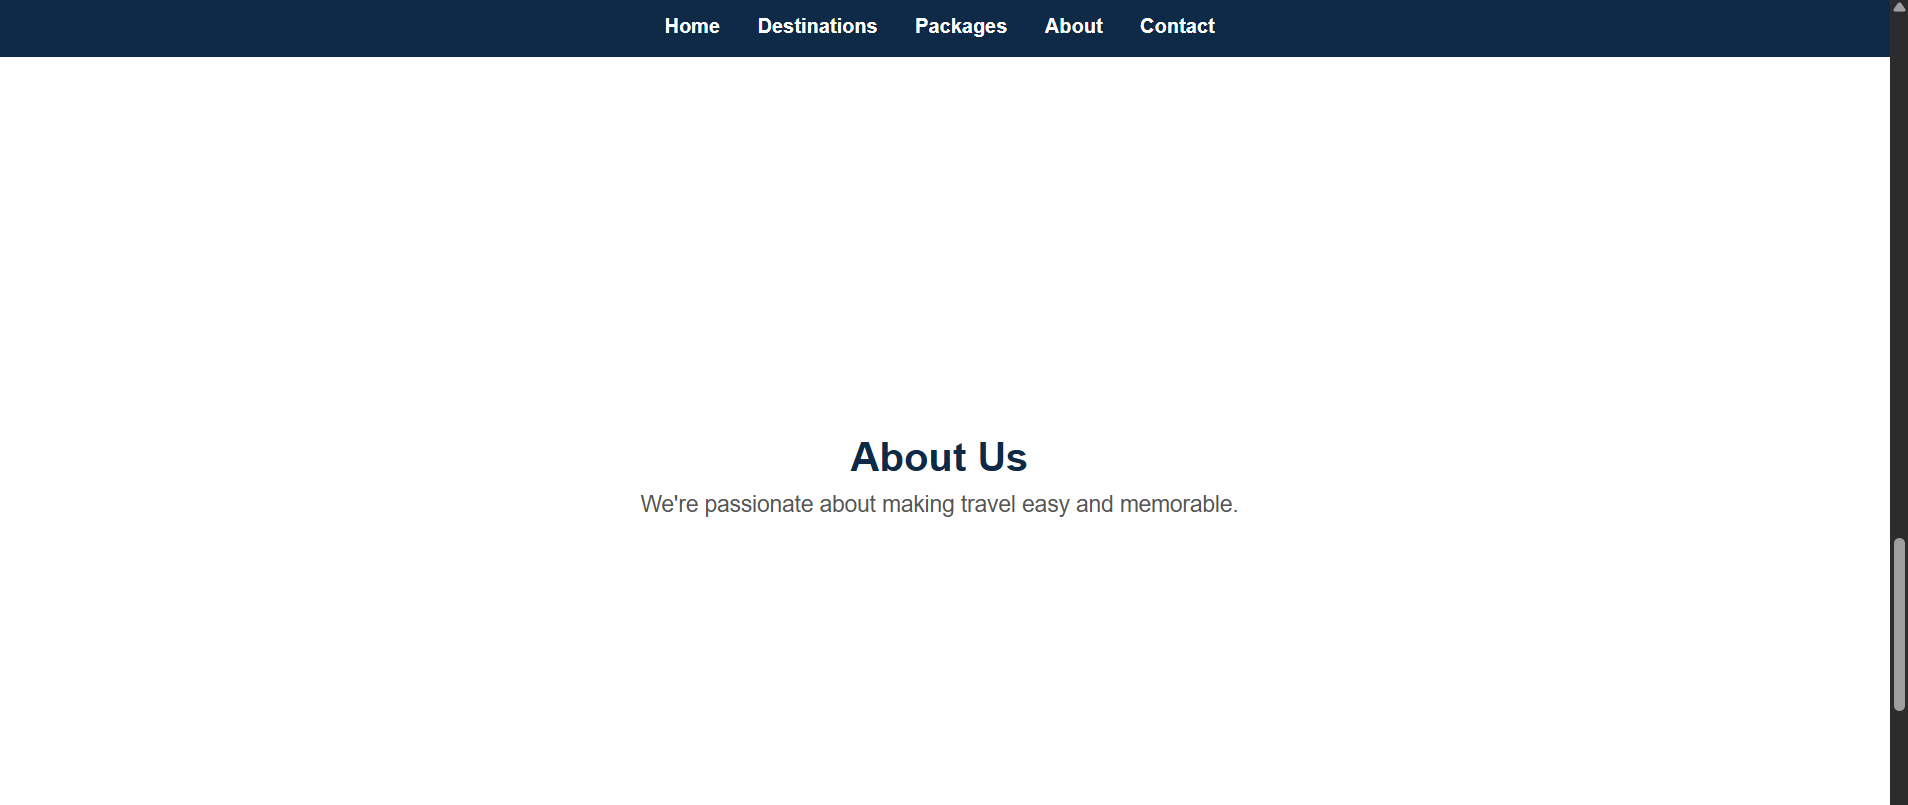 Home Destinations Packages About Contact
About Us
We're passionate about making travel easy and memorable.